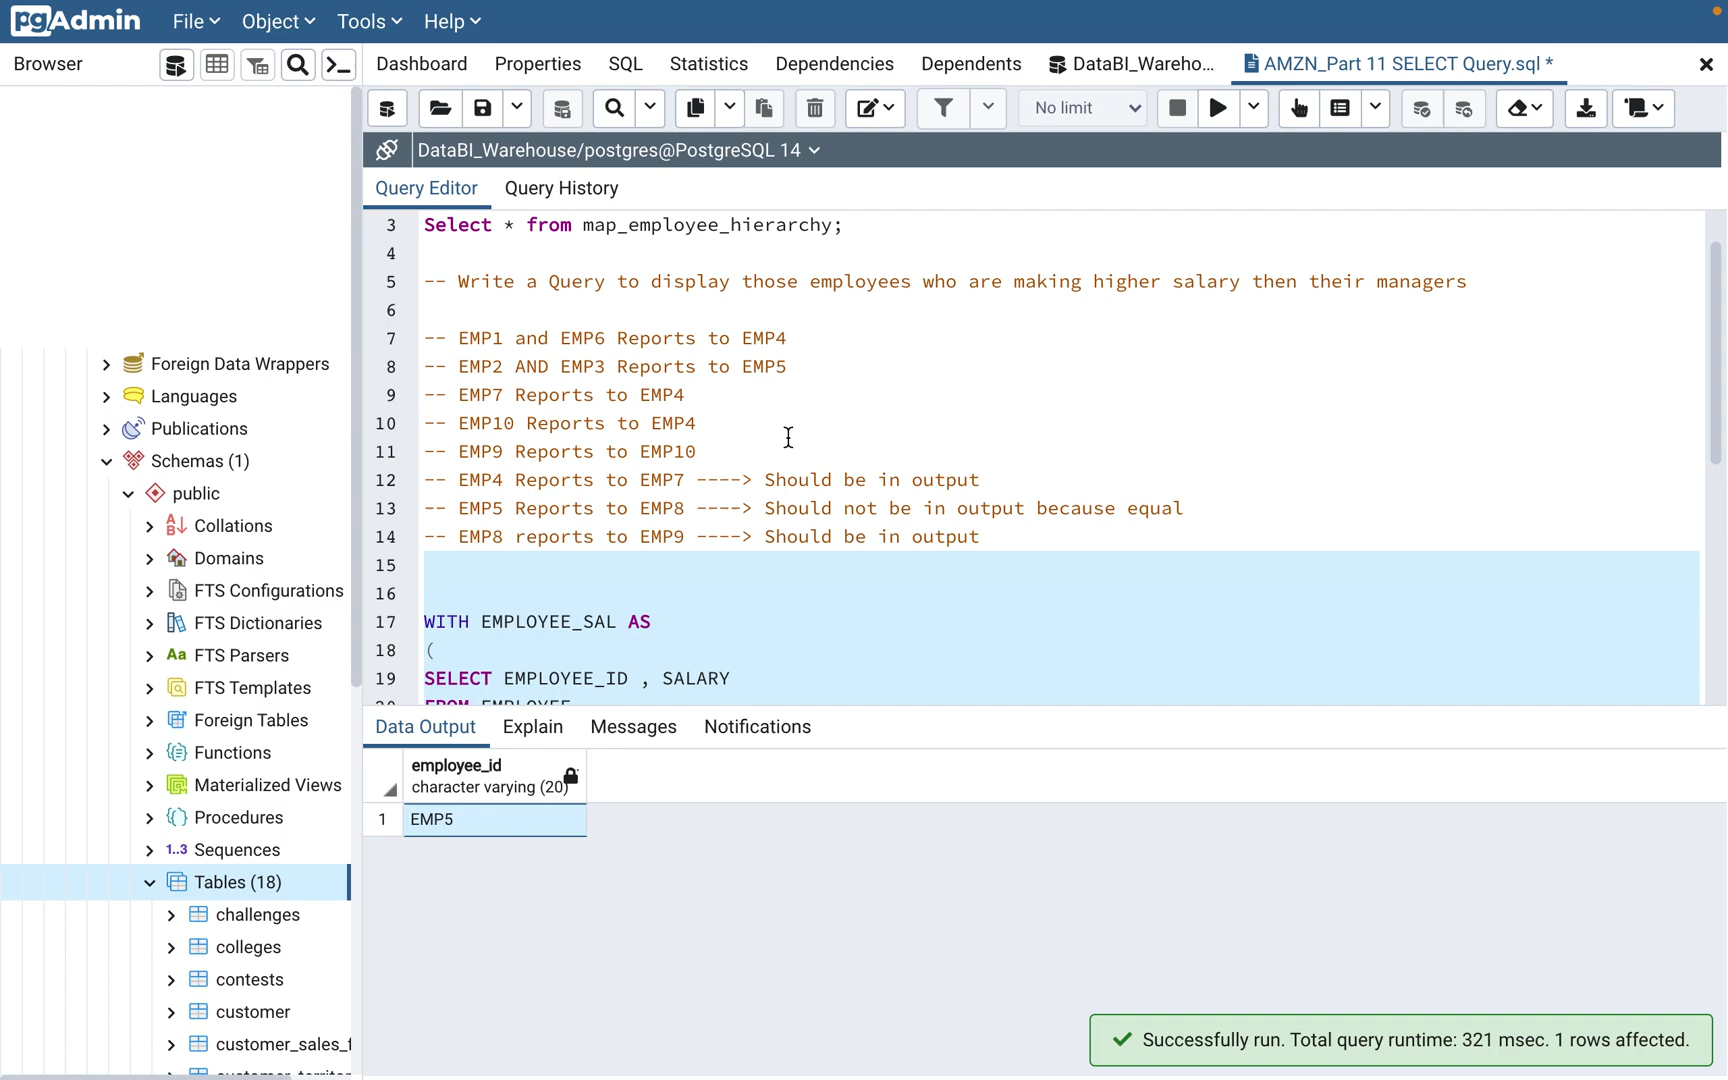 pgAdmin File Object Tools Help
Browser Dashboard Properties SQL Statistics Dependencies Dependents DataBI_Wareho... AMZN_Part 11 SELECT Query.sql *
No limit
DataBI_Warehouse/postgres@PostgreSQL 14
Query Editor Query History
3 Select * from map_employee_hierarchy;
4
5 -- Write a Query to display those employees who are making higher salary then their managers
6
7 -- EMP1 and EMP6 Reports to EMP4
8 -- EMP2 AND EMP3 Reports to EMP5
9 -- EMP7 Reports to EMP4
10 -- EMP10 Reports to EMP4
11 -- EMP9 Reports to EMP10
12 -- EMP4 Reports to EMP7 ----> Should be in output
13 -- EMP5 Reports to EMP8 ----> Should not be in output because equal
14 -- EMP8 reports to EMP9 ----> Should be in output
15
16
17 WITH EMPLOYEE_SAL AS
18 (
19 SELECT EMPLOYEE_ID , SALARY
20 FROM EMPLOYEE
Foreign Data Wrappers
Languages
Publications
Schemas (1)
public
Collations
Domains
FTS Configurations
FTS Dictionaries
Aa FTS Parsers
FTS Templates
Foreign Tables
Functions
Materialized Views
Procedures
1..3 Sequences
Tables (18)
challenges
colleges
contests
customer
customer_sales_f
Data Output Explain Messages Notifications
employee_id
character varying (20)
1 EMP5
Successfully run. Total query runtime: 321 msec. 1 rows affected.